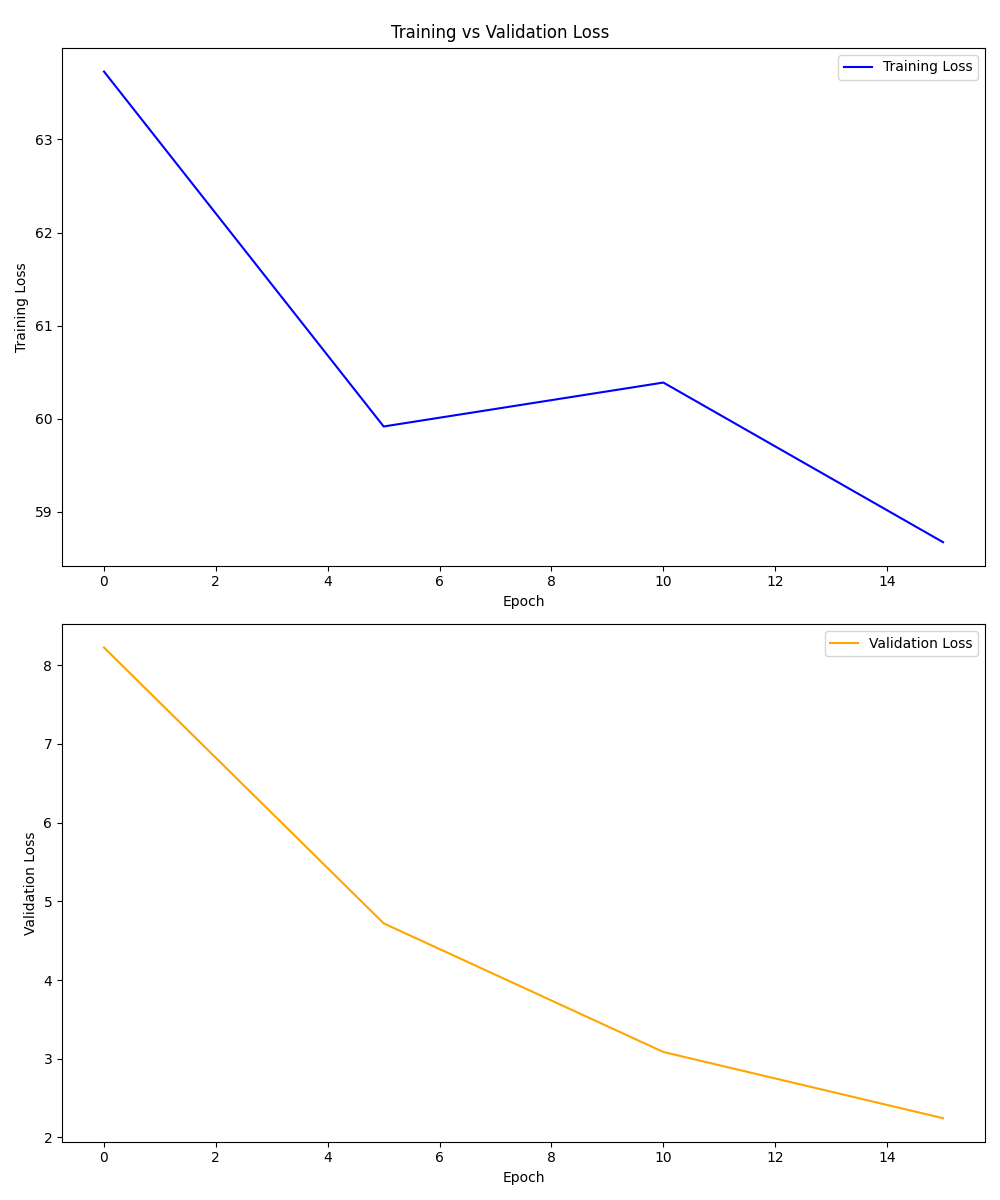 Training vs Validation Loss
Training Loss
63
62
61
60
59
Training Loss
0 2 4 6 8 10 12 14
Epoch
Validation Loss
8
7
6
5
4
3
2
Validation Loss
0 2 4 6 8 10 12 14
Epoch